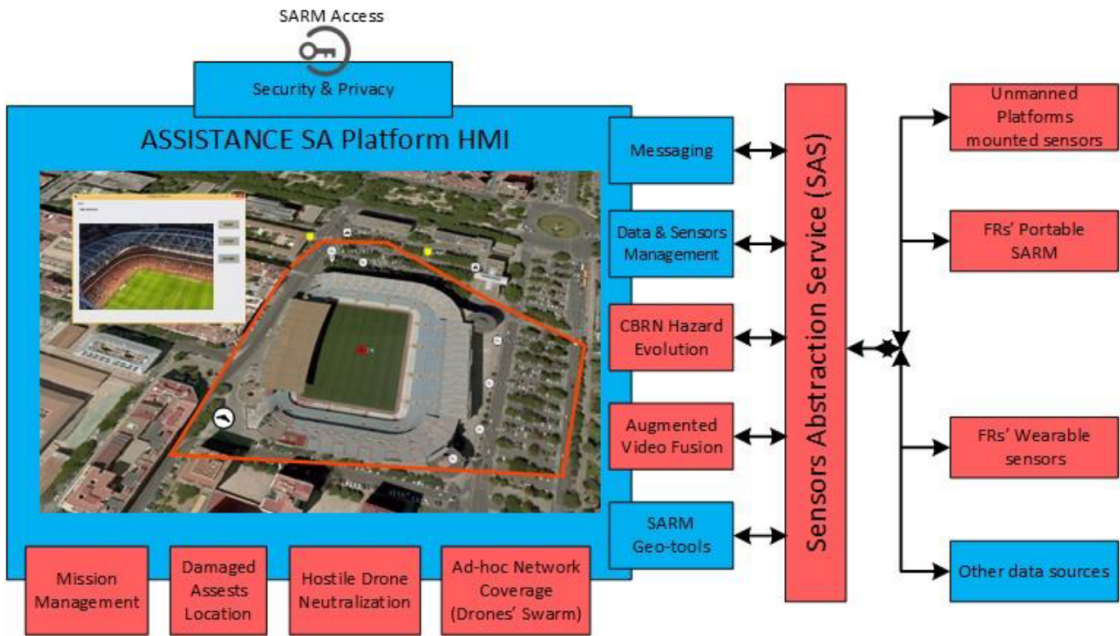 SARM Access
Security & Privacy
ASSISTANCE SA Platform HMI
Messaging
Data & Sensors
Management
CBRN Hazard
Evolution
Augmented
Video Fusion
SARM
Geo-tools
Mission
Management
Damaged
Assests
Location
Hostile Drone
Neutralization
Ad-hoc Network
Coverage
(Drones' Swarm)
Sensors Abstraction Service (SAS)
Unmanned
Platforms
mounted sensors
FRs' Portable
SARM
FRs' Wearable
sensors
Other data sources